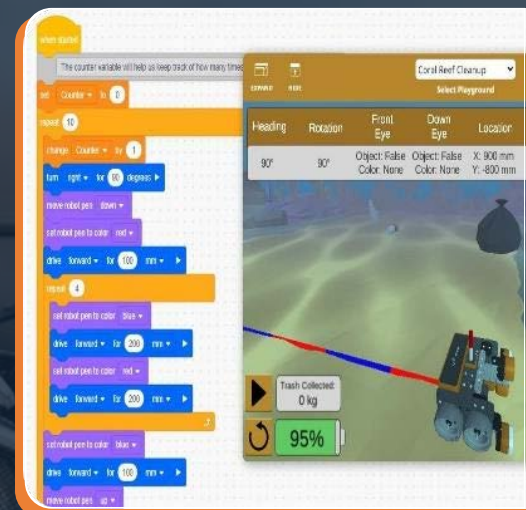 when started
The counter variable will help us keep track of how many times
set Counter to 0
repeat 10
change Counter by 1
turn right for 90 degrees
move robot pen down
set robot pen to color red
drive forward for 100 mm
repeat 4
set robot pen to color blue
drive forward for 200 mm
set robot pen to color red
drive forward for 200 mm
set robot pen to color blue
drive forward for 100 mm
move robot pen up
EXPAND HIDE
Coral Reef Cleanup
Select Playground
Heading Rotation Front Eye Down Eye Location
90° 90° Object: False Object: False X: 900 mm
Color: None Color: None Y: -800 mm
Trash Collected:
0 kg
95%